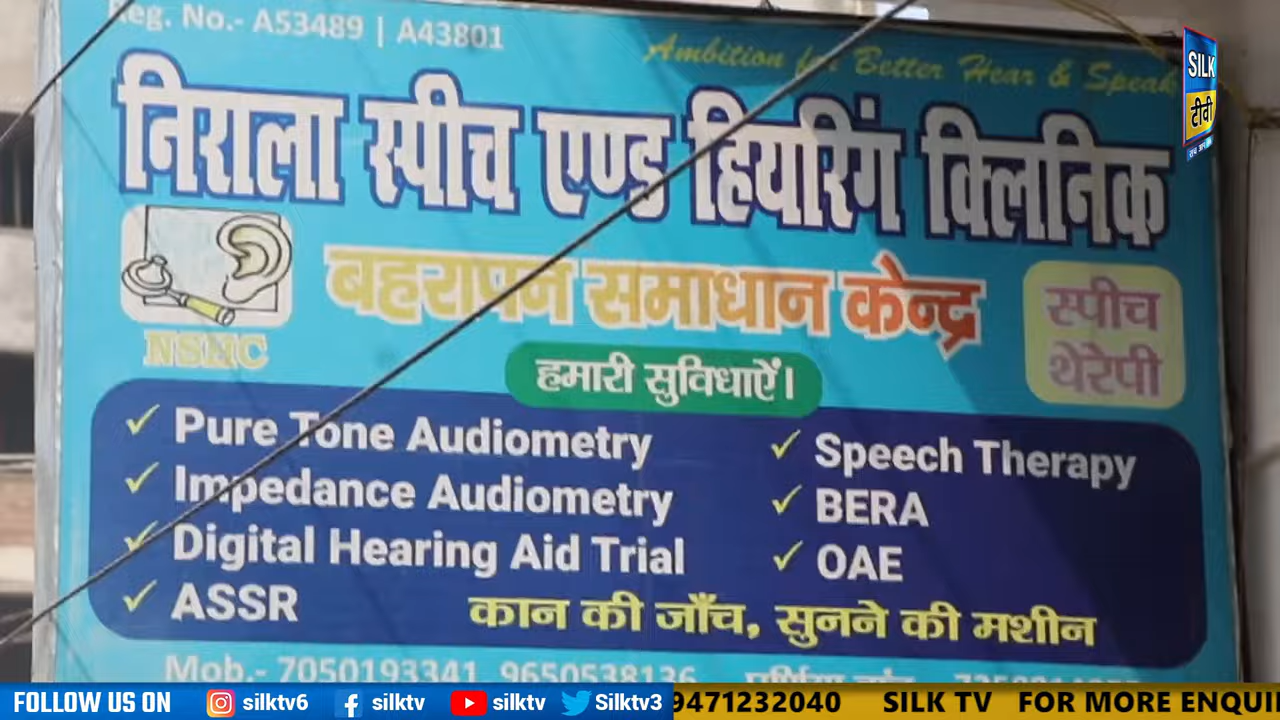 Reg. No.- A53489 | A43801
Ambition for Better Hear & Speak
SILK
टीवी
निराला स्पीच एण्ड हियरिंग क्लिनिक
बहरापन समाधान केन्द्र
स्पीच
थेरेपी
NSHC
हमारी सुविधाऐं।
✓ Pure Tone Audiometry
✓ Impedance Audiometry
✓ Digital Hearing Aid Trial
✓ ASSR
✓ Speech Therapy
✓ BERA
✓ OAE
कान की जाँच, सुनने की मशीन
Mob.- 7050193341, 9650538136
FOLLOW US ON silktv6 silktv silktv Silktv3 9471232040 SILK TV FOR MORE ENQUI